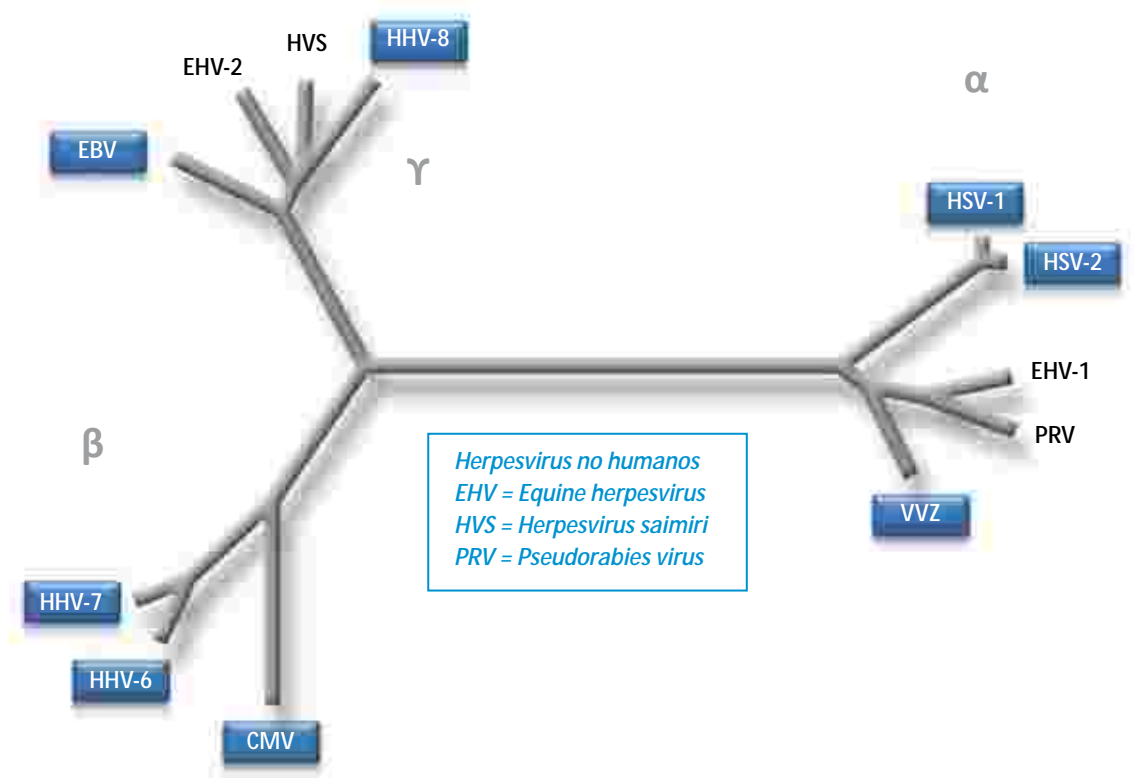 HVS
HHV-8
EHV-2
α
EBV
ϒ
HSV-1
HSV-2
EHV-1
β
PRV
Herpesvirus no humanos
EHV = Equine herpesvirus
HVS = Herpesvirus saimiri
PRV = Pseudorabies virus
VVZ
HHV-7
HHV-6
CMV